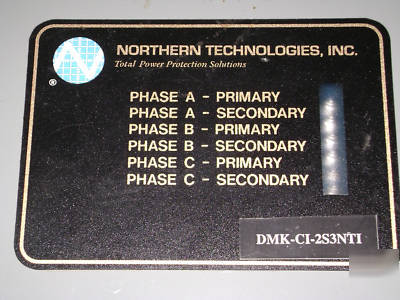 NORTHERN TECHNOLOGIES, INC.
Total Power Protection Solutions
®
PHASE A - PRIMARY
PHASE A - SECONDARY
PHASE B - PRIMARY
PHASE B - SECONDARY
PHASE C - PRIMARY
PHASE C - SECONDARY
DMK-CI-2S3NTI